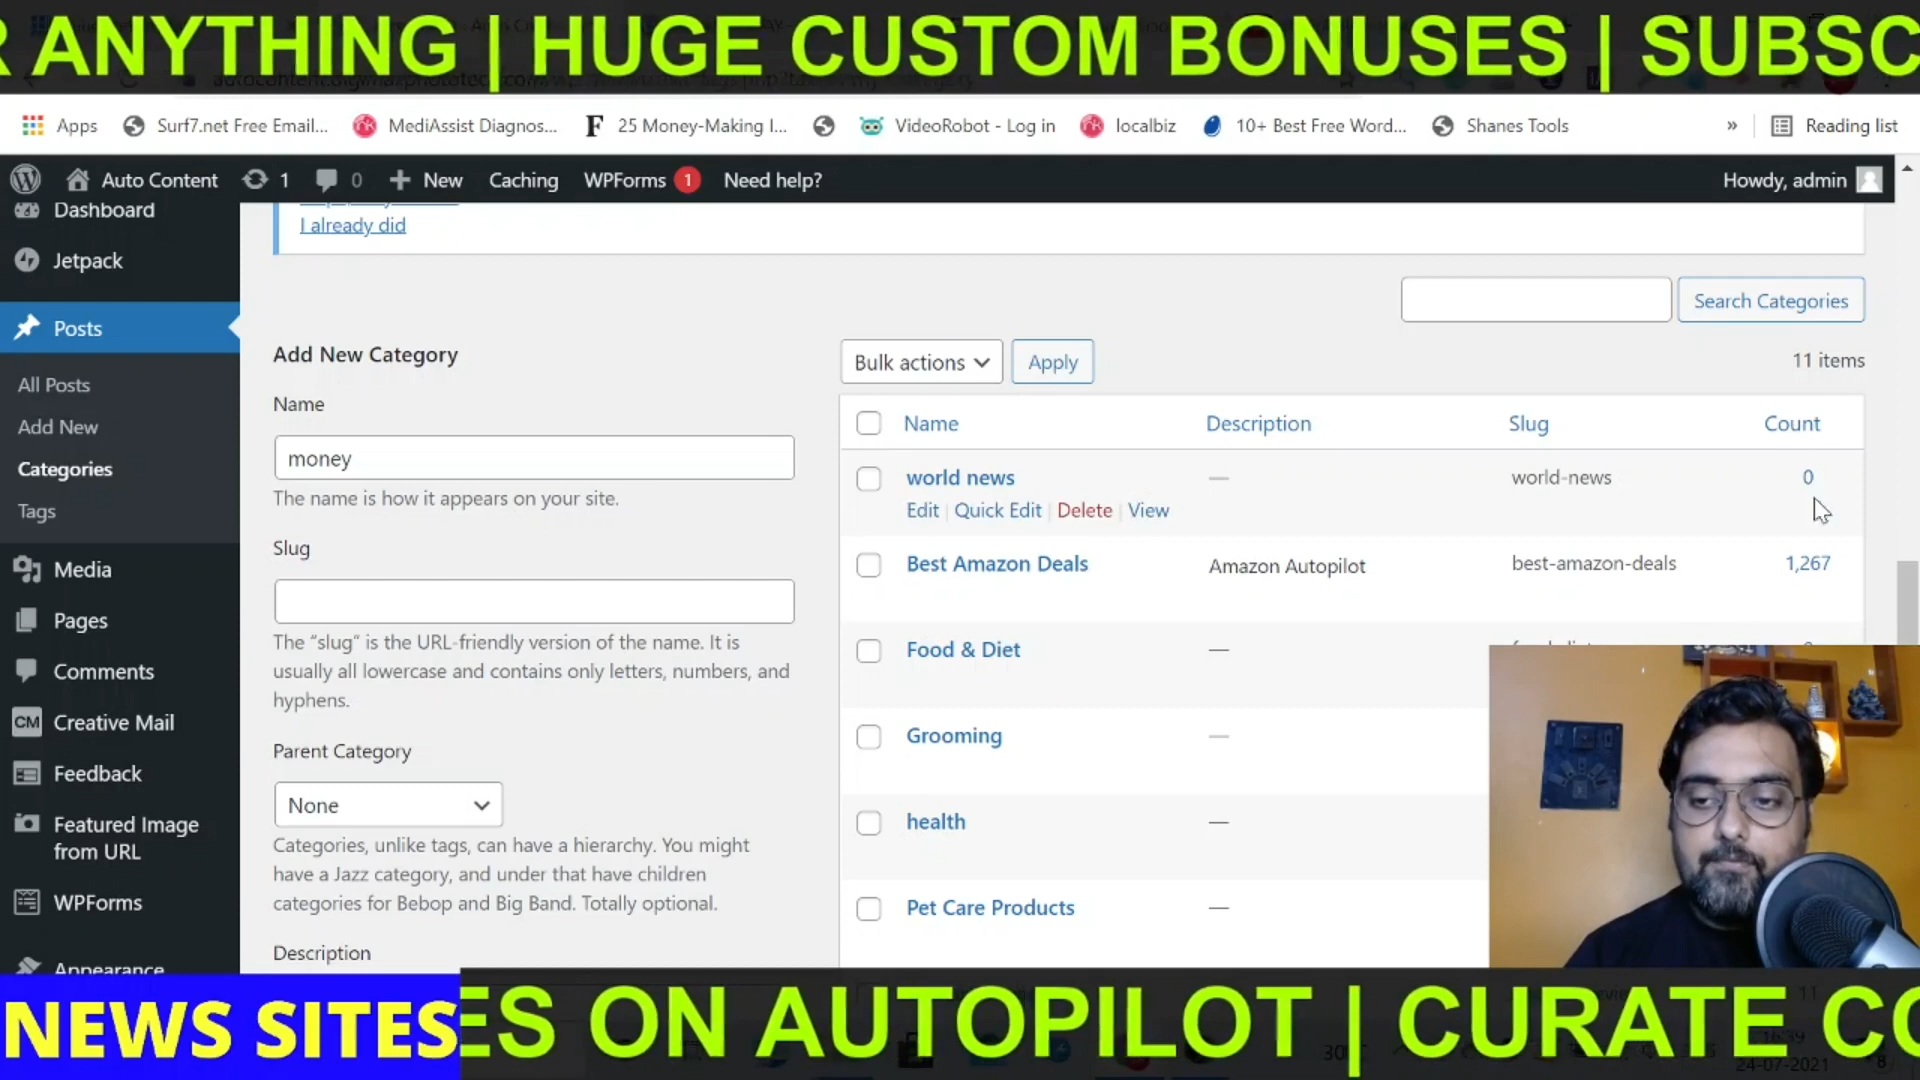 R ANYTHING | HUGE CUSTOM BONUSES | SUBSC
Apps Surf7.net Free Email... MediAssist Diagnos... 25 Money-Making I... VideoRobot - Log in localbiz 10+ Best Free Word... Shanes Tools » Reading list
Auto Content 1 0 New Caching WPForms 1 Need help? Howdy, admin
Dashboard
Jetpack
Posts
All Posts
Add New
Categories
Tags
Media
Pages
Comments
CM Creative Mail
Feedback
Featured Image
from URL
WPForms
Appearance
I already did
Search Categories
Add New Category
Name
money
The name is how it appears on your site.
Slug
The “slug” is the URL-friendly version of the name. It is
usually all lowercase and contains only letters, numbers, and
hyphens.
Parent Category
None
Categories, unlike tags, can have a hierarchy. You might
have a Jazz category, and under that have children
categories for Bebop and Big Band. Totally optional.
Description
Bulk actions Apply 11 items
Name Description Slug Count
world news — world-news 0
Edit | Quick Edit | Delete | View
Best Amazon Deals Amazon Autopilot best-amazon-deals 1,267
Food & Diet —
Grooming —
health —
Pet Care Products —
NEWS SITES ES ON AUTOPILOT | CURATE CO
16:39
24-07-2021